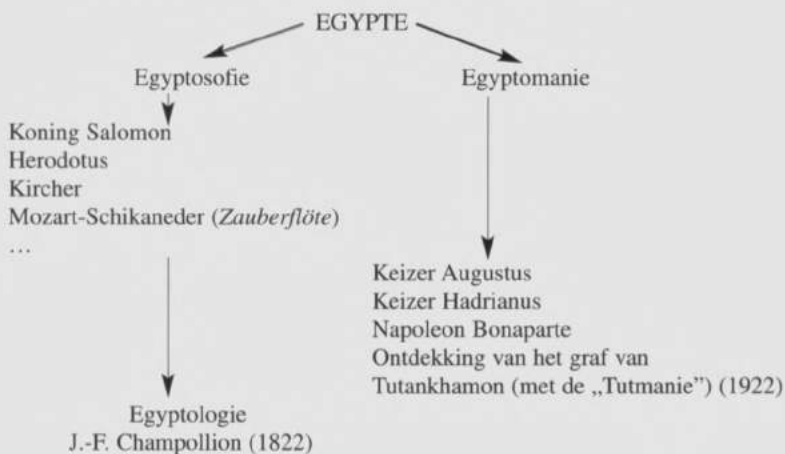 EGYPTE
Egyptosofie
Egyptomanie
Koning Salomon
Herodotus
Kircher
Mozart-Schikaneder (Zauberflöte)
...
Keizer Augustus
Keizer Hadrianus
Napoleon Bonaparte
Ontdekking van het graf van
Tutankhamon (met de „Tutmanie”) (1922)
Egyptologie
J.-F. Champollion (1822)